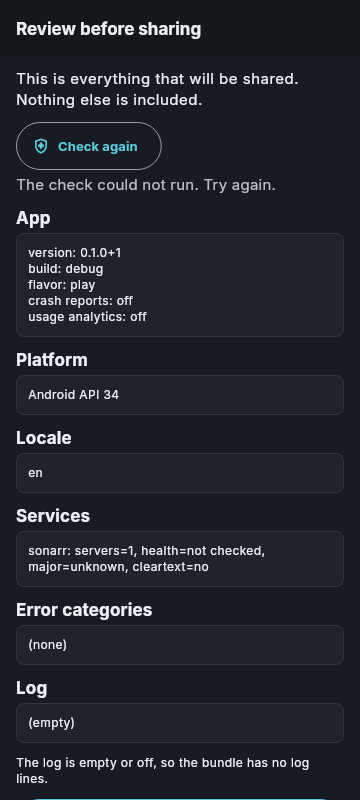 Review before sharing
This is everything that will be shared.
Nothing else is included.
Check again
The check could not run. Try again.
App
version: 0.1.0+1
build: debug
flavor: play
crash reports: off
usage analytics: off
Platform
Android API 34
Locale
en
Services
sonarr: servers=1, health=not checked,
major=unknown, cleartext=no
Error categories
(none)
Log
(empty)
The log is empty or off, so the bundle has no log
lines.